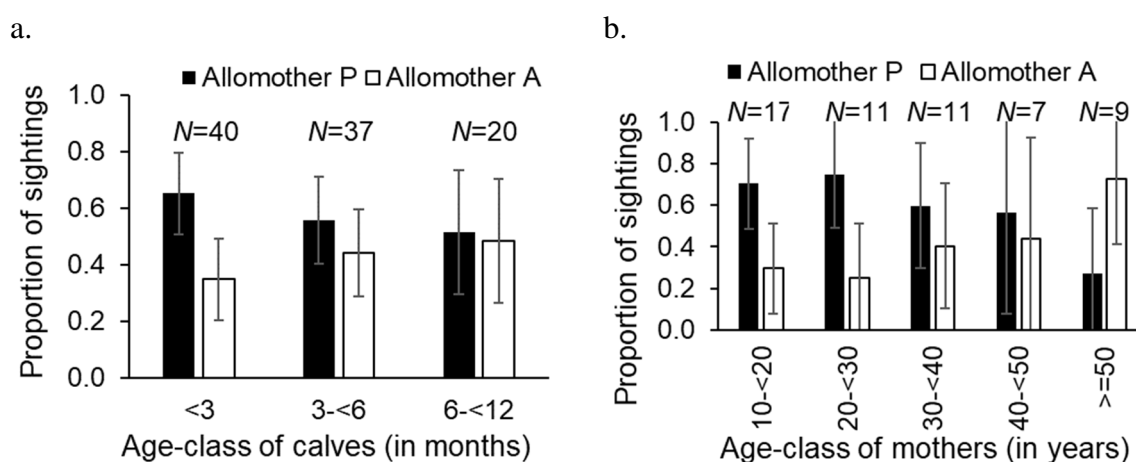 a.
■ Allomother P □ Allomother A
Proportion of sightings
1.0
0.8
0.6
0.4
0.2
0.0
N=40 N=37 N=20
<3 3-<6 6-<12
Age-class of calves (in months)
b.
■ Allomother P □ Allomother A
Proportion of sightings
N=17 N=11 N=11 N=7 N=9
1.0
0.8
0.6
0.4
0.2
0.0
10-<20
20-<30
30-<40
40-<50
>=50
Age-class of mothers (in years)